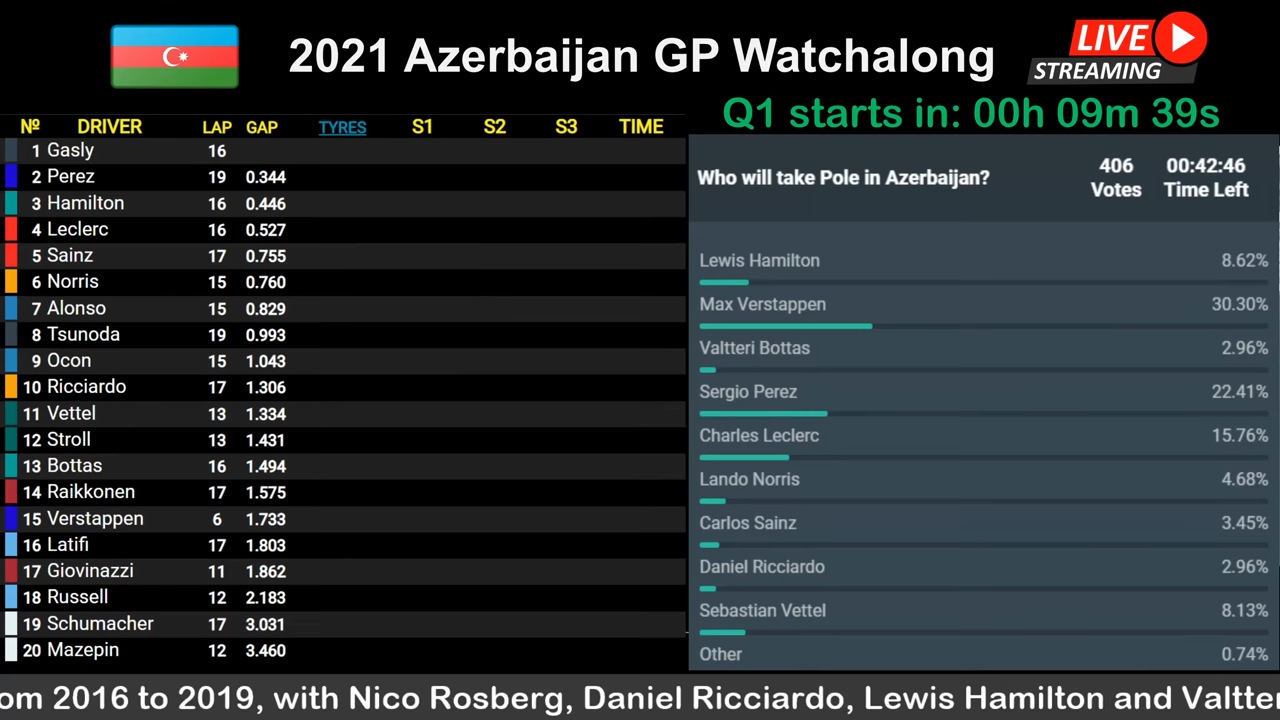 2021 Azerbaijan GP Watchalong
LIVE
STREAMING
Q1 starts in: 00h 09m 39s
Nº DRIVER LAP GAP TYRES S1 S2 S3 TIME
1 Gasly 16
2 Perez 19 0.344
3 Hamilton 16 0.446
4 Leclerc 16 0.527
5 Sainz 17 0.755
6 Norris 15 0.760
7 Alonso 15 0.829
8 Tsunoda 19 0.993
9 Ocon 15 1.043
10 Ricciardo 17 1.306
11 Vettel 13 1.334
12 Stroll 13 1.431
13 Bottas 16 1.494
14 Raikkonen 17 1.575
15 Verstappen 6 1.733
16 Latifi 17 1.803
17 Giovinazzi 11 1.862
18 Russell 12 2.183
19 Schumacher 17 3.031
20 Mazepin 12 3.460
Who will take Pole in Azerbaijan?
406 Votes
00:42:46 Time Left
Lewis Hamilton 8.62%
Max Verstappen 30.30%
Valtteri Bottas 2.96%
Sergio Perez 22.41%
Charles Leclerc 15.76%
Lando Norris 4.68%
Carlos Sainz 3.45%
Daniel Ricciardo 2.96%
Sebastian Vettel 8.13%
Other 0.74%
om 2016 to 2019, with Nico Rosberg, Daniel Ricciardo, Lewis Hamilton and Valtte